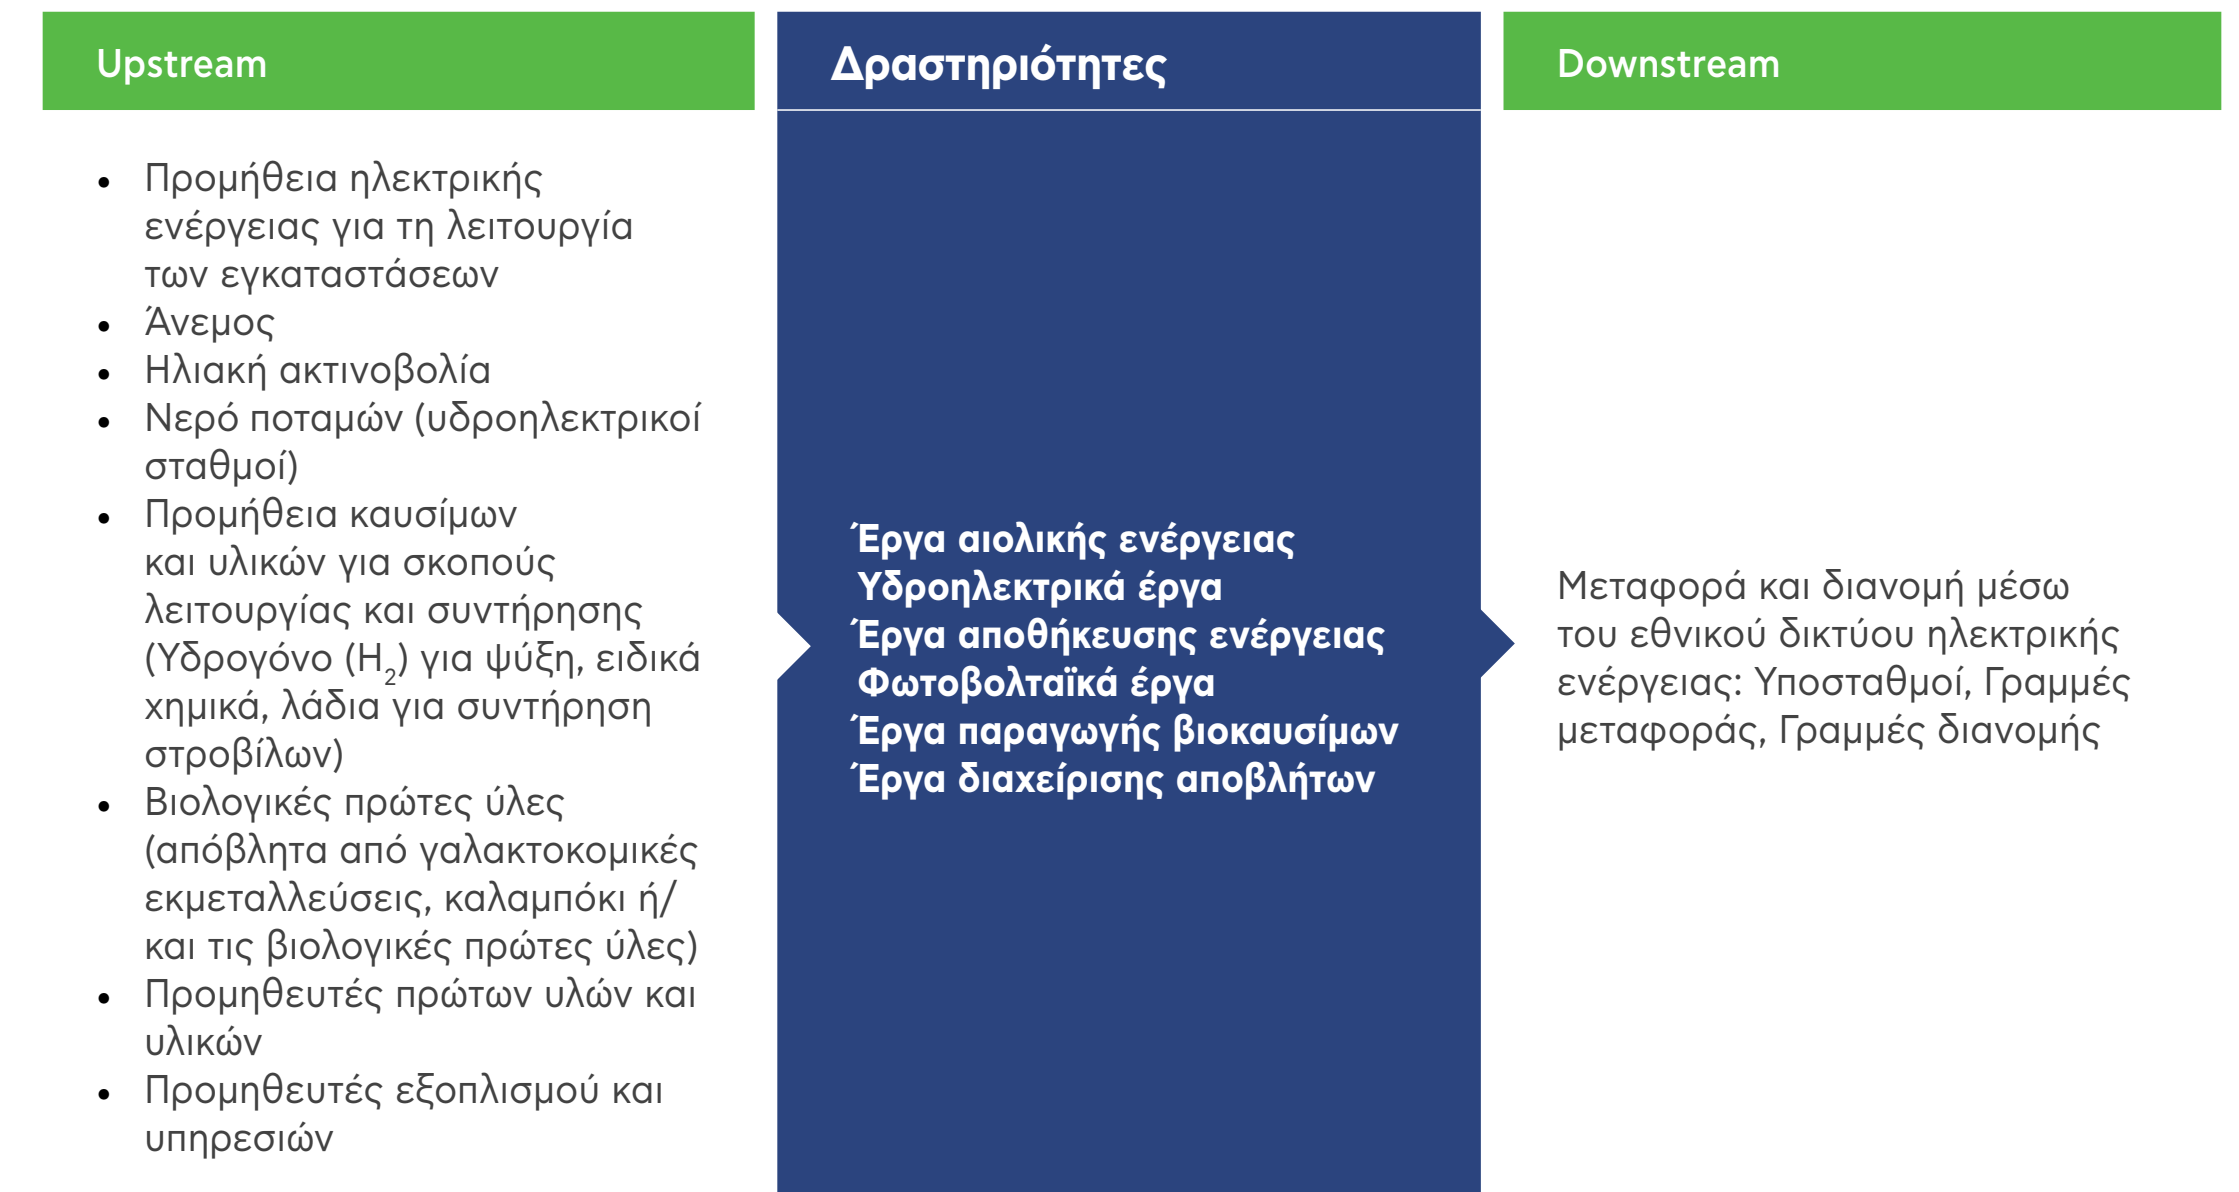 Upstream
• Προμήθεια ηλεκτρικής
ενέργειας για τη λειτουργία
των εγκαταστάσεων
• Άνεμος
• Ηλιακή ακτινοβολία
• Νερό ποταμών (υδροηλεκτρικοί
σταθμοί)
• Προμήθεια καυσίμων
και υλικών για σκοπούς
λειτουργίας και συντήρησης
(Υδρογόνο (H₂) για ψύξη, ειδικά
χημικά, λάδια για συντήρηση
στροβίλων)
• Βιολογικές πρώτες ύλες
(απόβλητα από γαλακτοκομικές
εκμεταλλεύσεις, καλαμπόκι ή/
και τις βιολογικές πρώτες ύλες)
• Προμηθευτές πρώτων υλών και
υλικών
• Προμηθευτές εξοπλισμού και
υπηρεσιών
Δραστηριότητες
Έργα αιολικής ενέργειας
Υδροηλεκτρικά έργα
Έργα αποθήκευσης ενέργειας
Φωτοβολταϊκά έργα
Έργα παραγωγής βιοκαυσίμων
Έργα διαχείρισης αποβλήτων
Downstream
Μεταφορά και διανομή μέσω
του εθνικού δικτύου ηλεκτρικής
ενέργειας: Υποσταθμοί, Γραμμές
μεταφοράς, Γραμμές διανομής